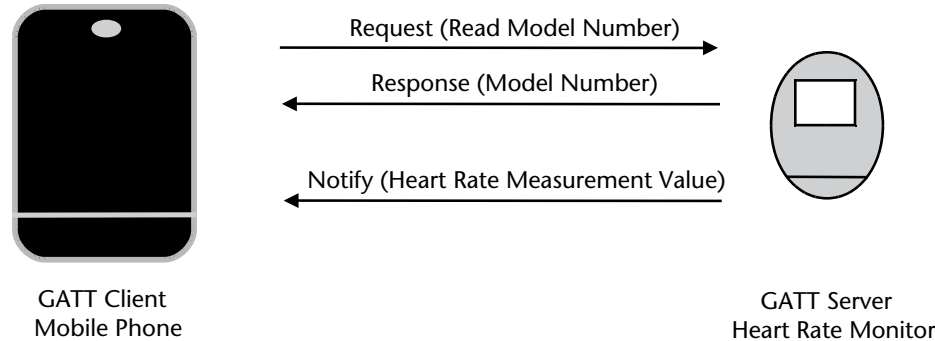 Request (Read Model Number)
Response (Model Number)
Notify (Heart Rate Measurement Value)
GATT Client
Mobile Phone
GATT Server
Heart Rate Monitor